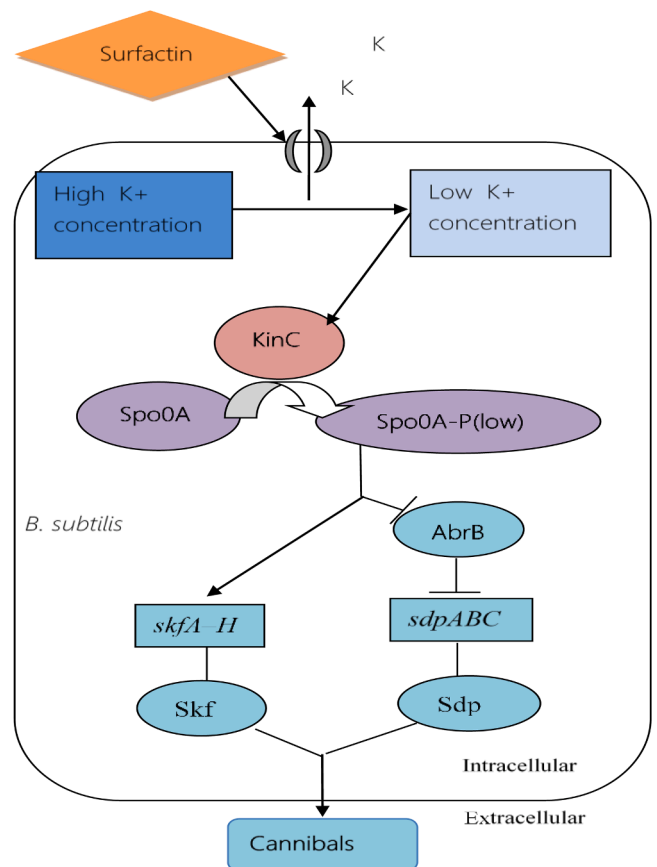 Surfactin
K
K
High K+
concentration
Low K+
concentration
KinC
Spo0A
Spo0A-P(low)
B. subtilis
AbrB
skfA–H
sdpABC
Skf
Sdp
Intracellular
Extracellular
Cannibals